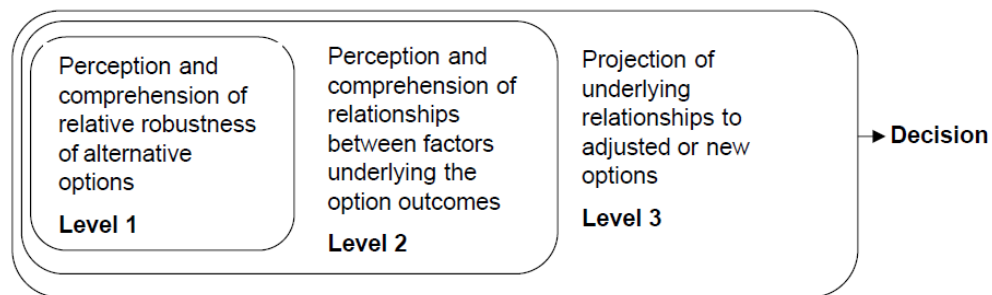 Perception and
comprehension of
relative robustness
of alternative
options
Level 1
Perception and
comprehension of
relationships
between factors
underlying the
option outcomes
Level 2
Projection of
underlying
relationships to
adjusted or new
options
Level 3
Decision